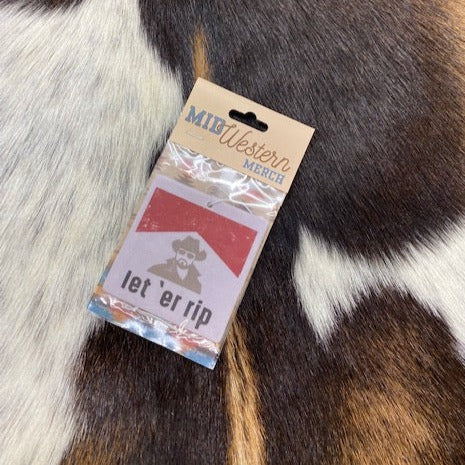 MID
Western
MERCH
let 'er rip